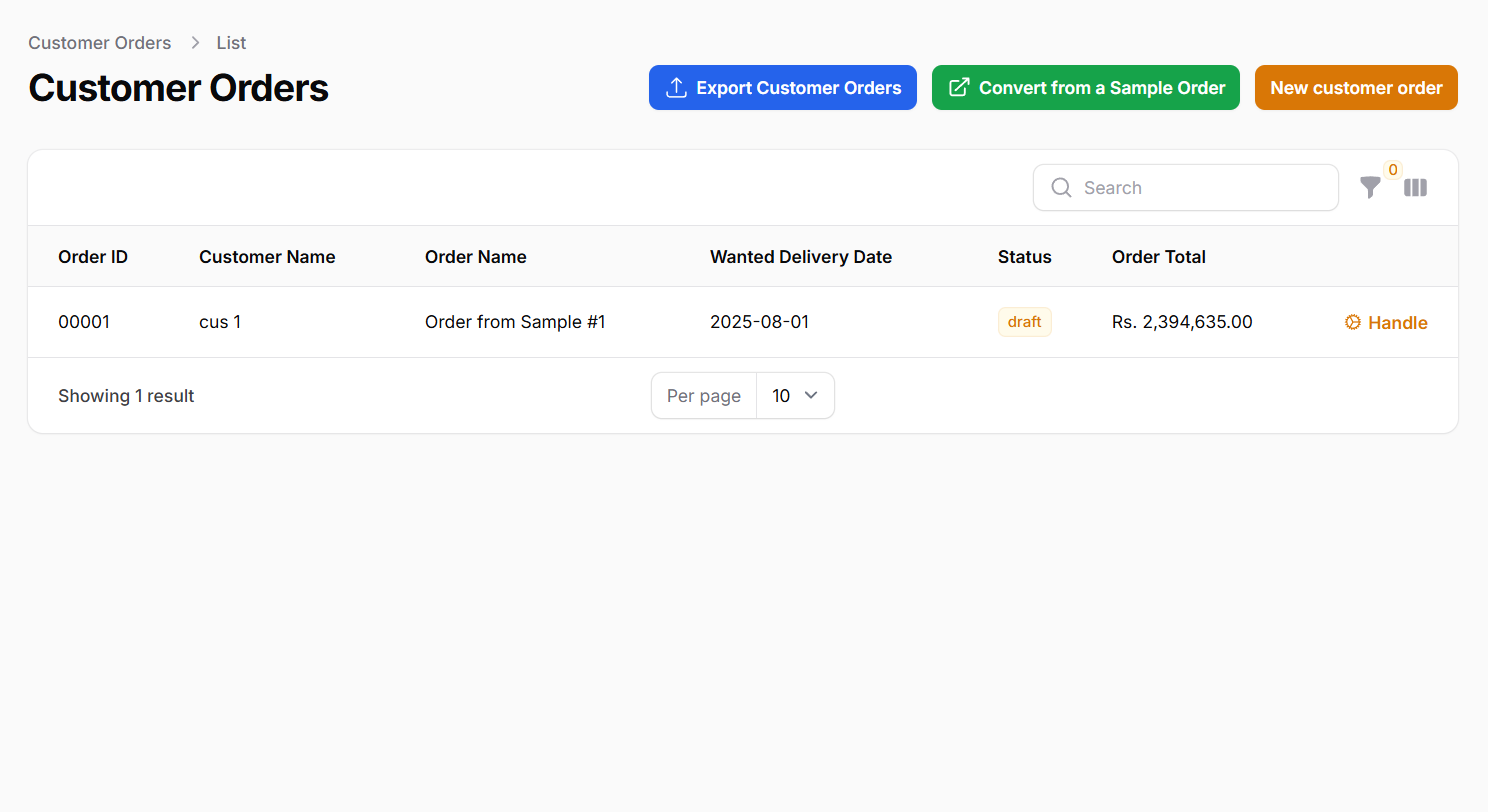 Customer Orders List
Customer Orders
Export Customer Orders
Convert from a Sample Order
New customer order
Search
0
Order ID Customer Name Order Name Wanted Delivery Date Status Order Total
00001 cus 1 Order from Sample #1 2025-08-01 draft Rs. 2,394,635.00 Handle
Showing 1 result Per page 10